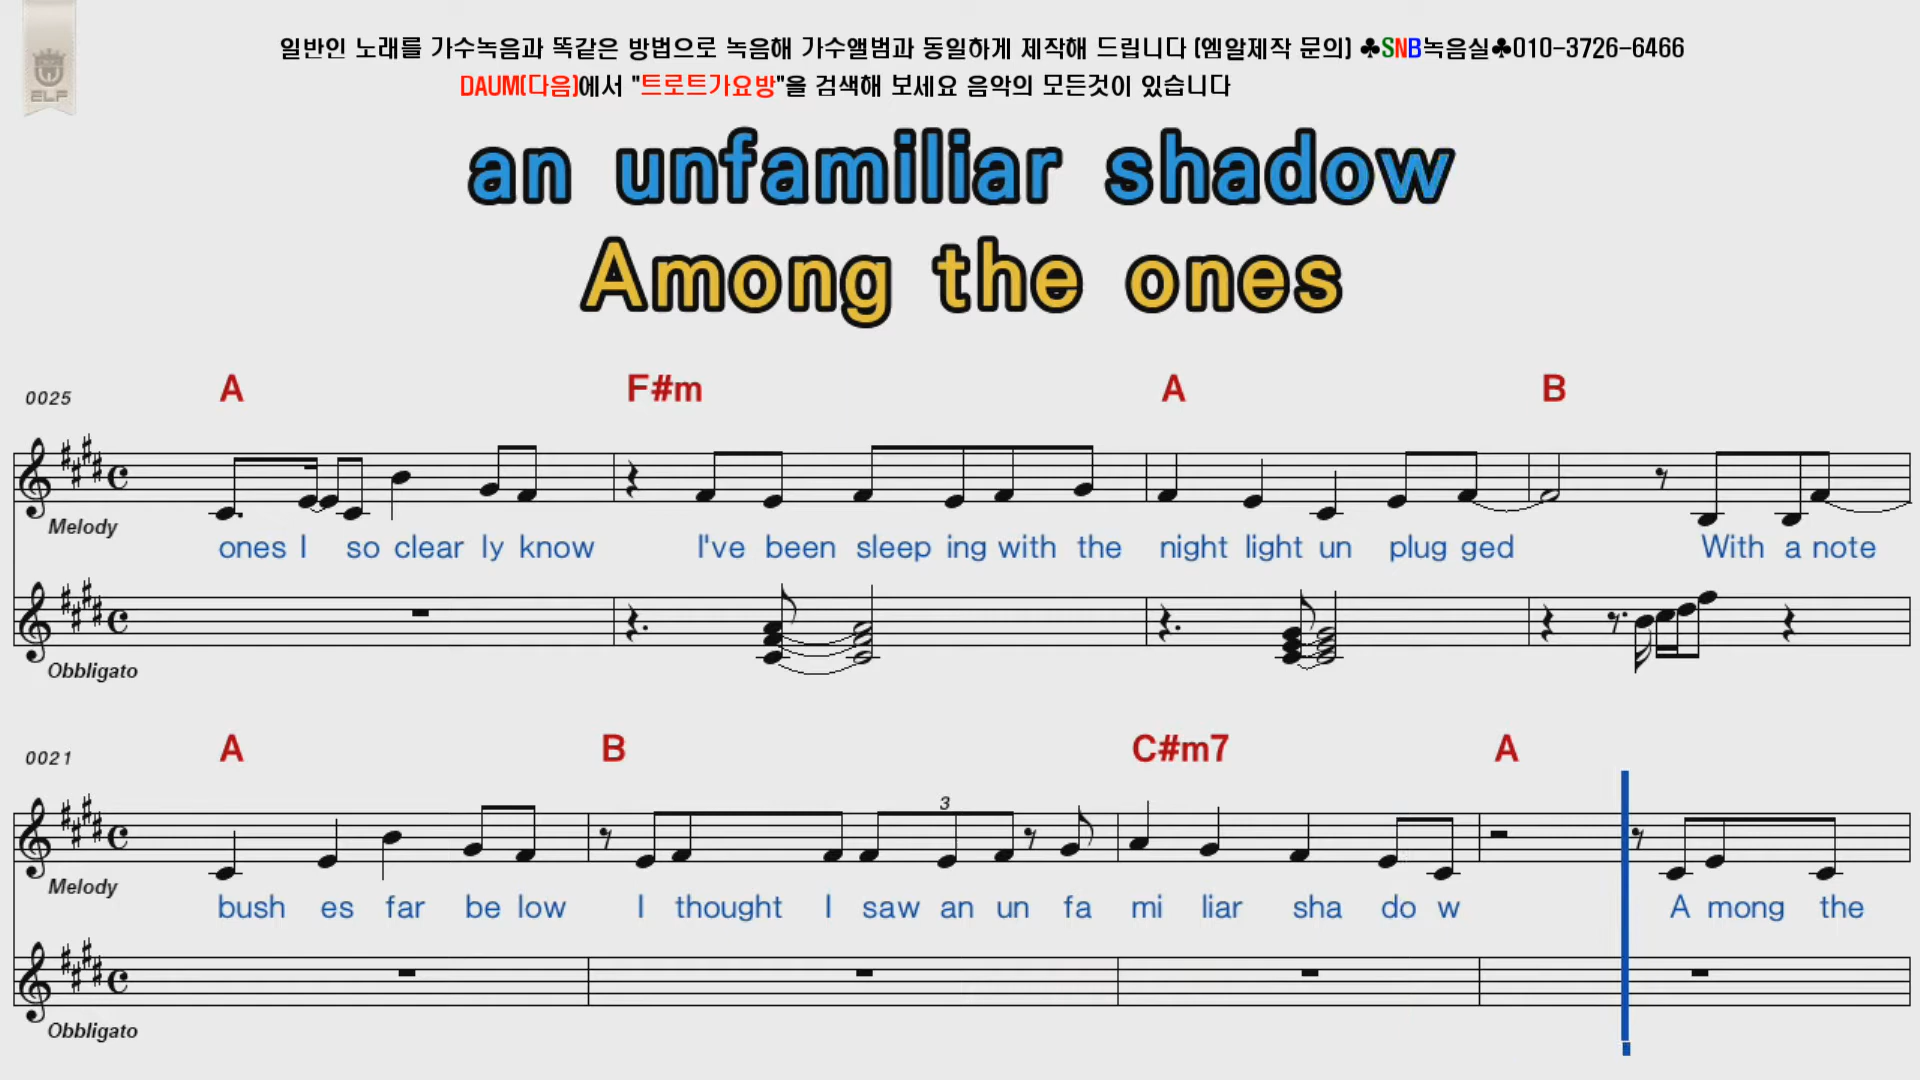 ELF
일반인 노래를 가수녹음과 똑같은 방법으로 녹음해 가수앨범과 동일하게 제작해 드립니다 (엠알제작 문의) ♣SNB녹음실♣010-3726-6466
DAUM(다음)에서 "트로트가요방"을 검색해 보세요 음악의 모든것이 있습니다
an unfamiliar shadow
Among the ones
0025 A F#m A B
Melody
ones I so clear ly know I've been sleep ing with the night light un plug ged With a note
Obbligato
0021 A B C#m7 A
3
Melody
bush es far be low I thought I saw an un fa mi liar sha do w A mong the
Obbligato